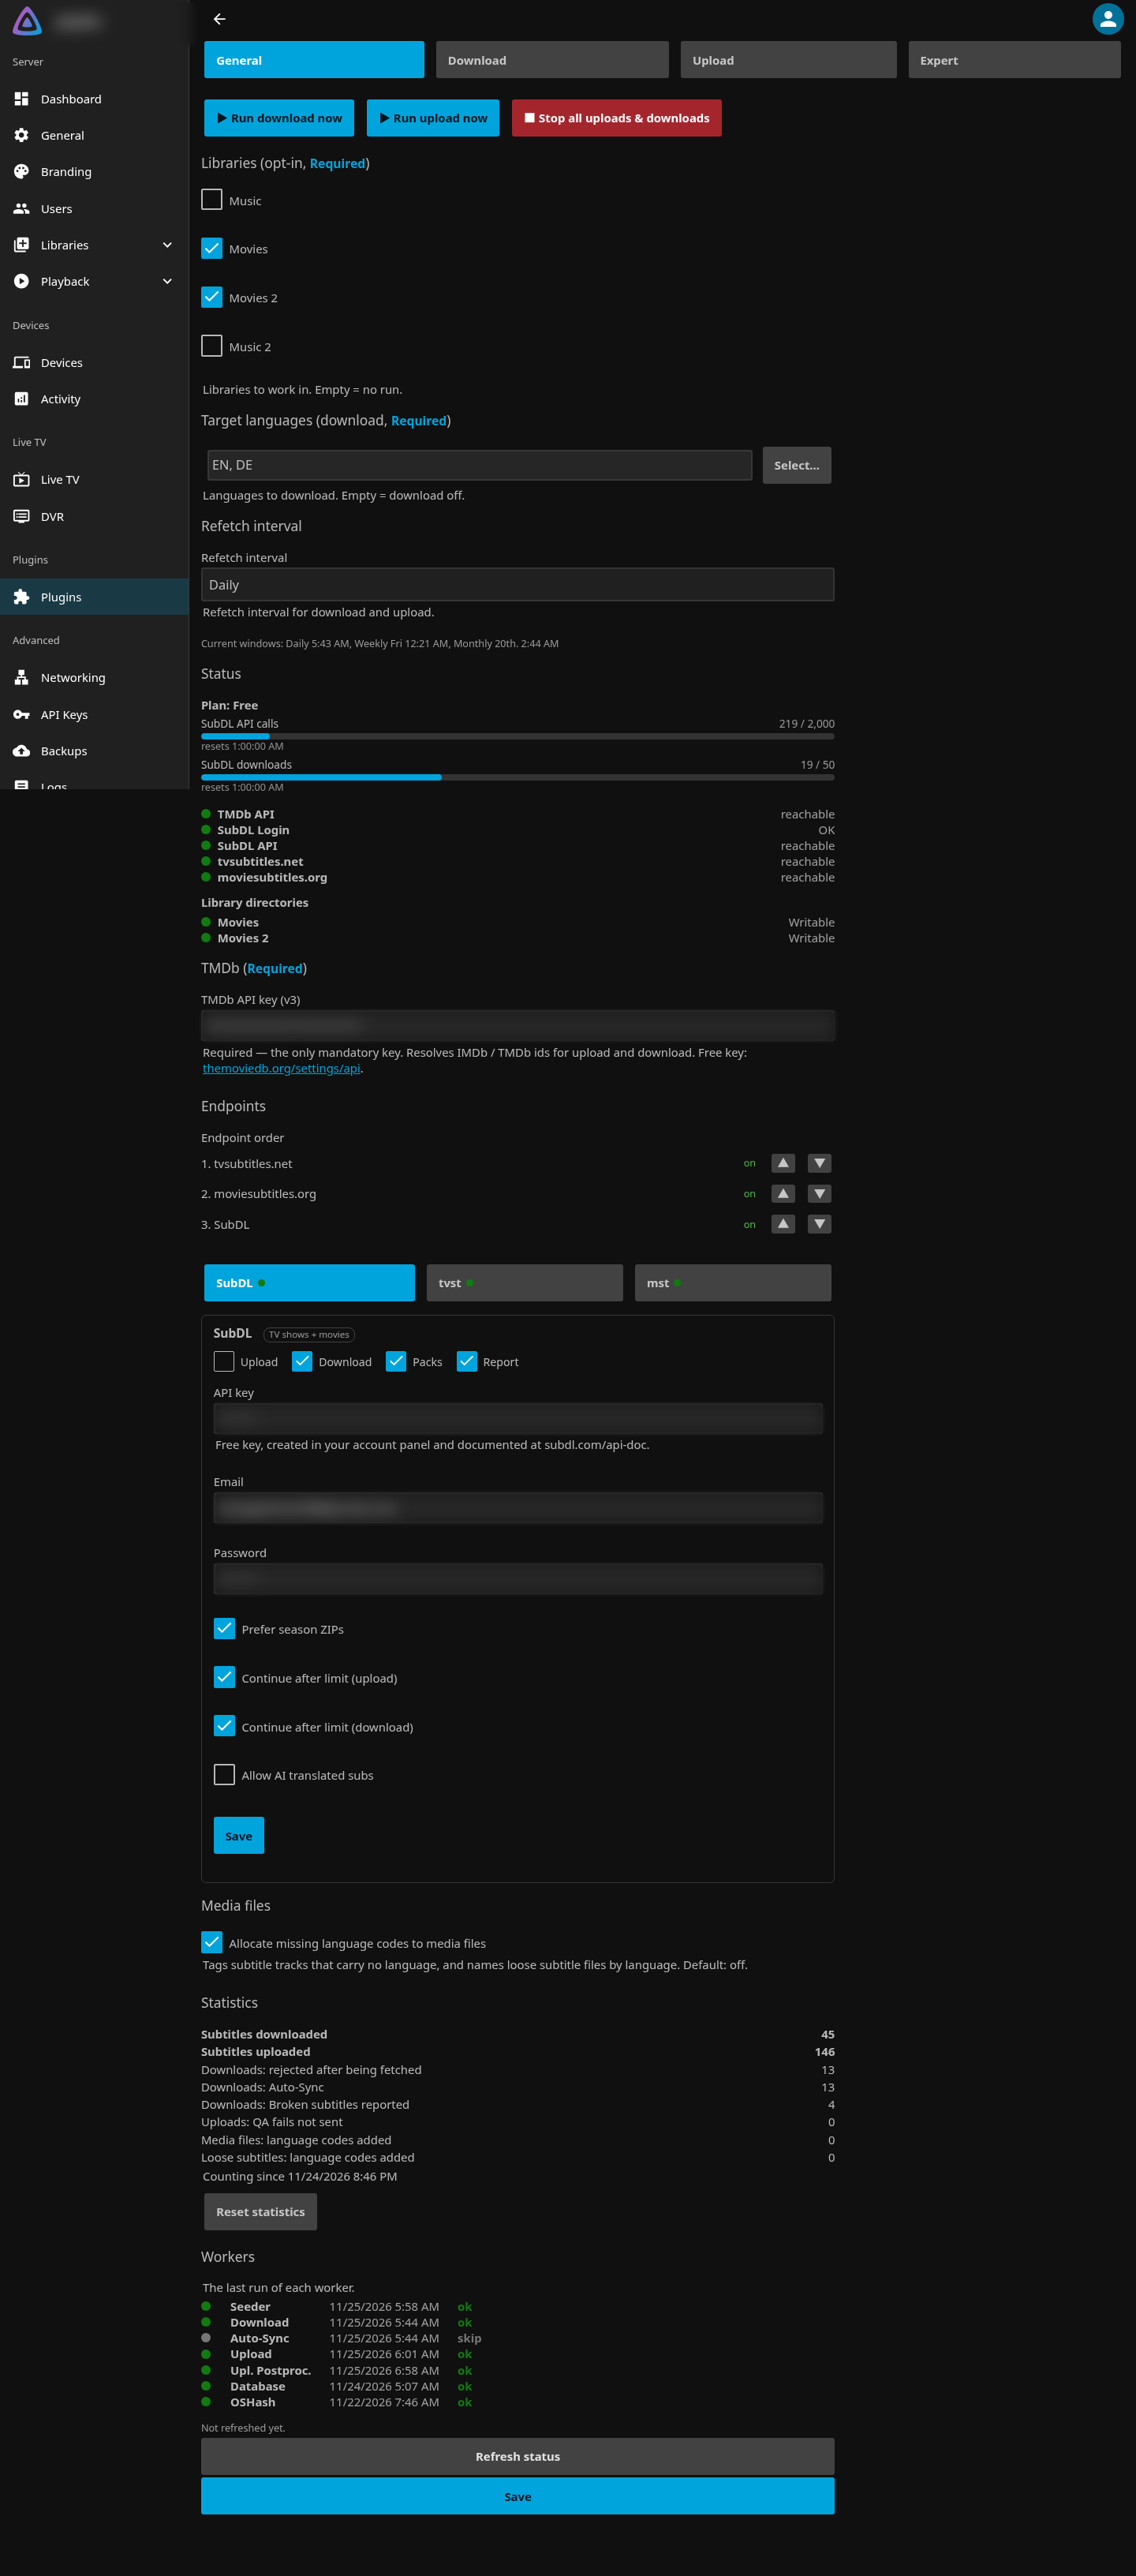 Server
Dashboard
General
Branding
Users
Libraries
Playback
Devices
Devices
Activity
Live TV
Live TV
DVR
Plugins
Plugins
Advanced
Networking
API Keys
Backups
Logs
General
Download
Upload
Expert
▶ Run download now
▶ Run upload now
■ Stop all uploads & downloads
Libraries (opt-in, Required)
Music
Movies
Movies 2
Music 2
Libraries to work in. Empty = no run.
Target languages (download, Required)
EN, DE
Select...
Languages to download. Empty = download off.
Refetch interval
Refetch interval
Daily
Refetch interval for download and upload.
Current windows: Daily 5:43 AM, Weekly Fri 12:21 AM, Monthly 20th. 2:44 AM
Status
Plan: Free
SubDL API calls 219 / 2,000
resets 1:00:00 AM
SubDL downloads 19 / 50
resets 1:00:00 AM
TMDb API reachable
SubDL Login OK
SubDL API reachable
tvsubtitles.net reachable
moviesubtitles.org reachable
Library directories
Movies Writable
Movies 2 Writable
TMDb (Required)
TMDb API key (v3)
Required — the only mandatory key. Resolves IMDb / TMDb ids for upload and download. Free key:
themoviedb.org/settings/api.
Endpoints
Endpoint order
1. tvsubtitles.net on ▲ ▼
2. moviesubtitles.org on ▲ ▼
3. SubDL on ▲ ▼
SubDL
tvst
mst
SubDL TV shows + movies
Upload Download Packs Report
API key
Free key, created in your account panel and documented at subdl.com/api-doc.
Email
Password
Prefer season ZIPs
Continue after limit (upload)
Continue after limit (download)
Allow AI translated subs
Save
Media files
Allocate missing language codes to media files
Tags subtitle tracks that carry no language, and names loose subtitle files by language. Default: off.
Statistics
Subtitles downloaded 45
Subtitles uploaded 146
Downloads: rejected after being fetched 13
Downloads: Auto-Sync 13
Downloads: Broken subtitles reported 4
Uploads: QA fails not sent 0
Media files: language codes added 0
Loose subtitles: language codes added 0
Counting since 11/24/2026 8:46 PM
Reset statistics
Workers
The last run of each worker.
Seeder 11/25/2026 5:58 AM ok
Download 11/25/2026 5:44 AM ok
Auto-Sync 11/25/2026 5:44 AM skip
Upload 11/25/2026 6:01 AM ok
Upl. Postproc. 11/25/2026 6:58 AM ok
Database 11/24/2026 5:07 AM ok
OSHash 11/22/2026 7:46 AM ok
Not refreshed yet.
Refresh status
Save